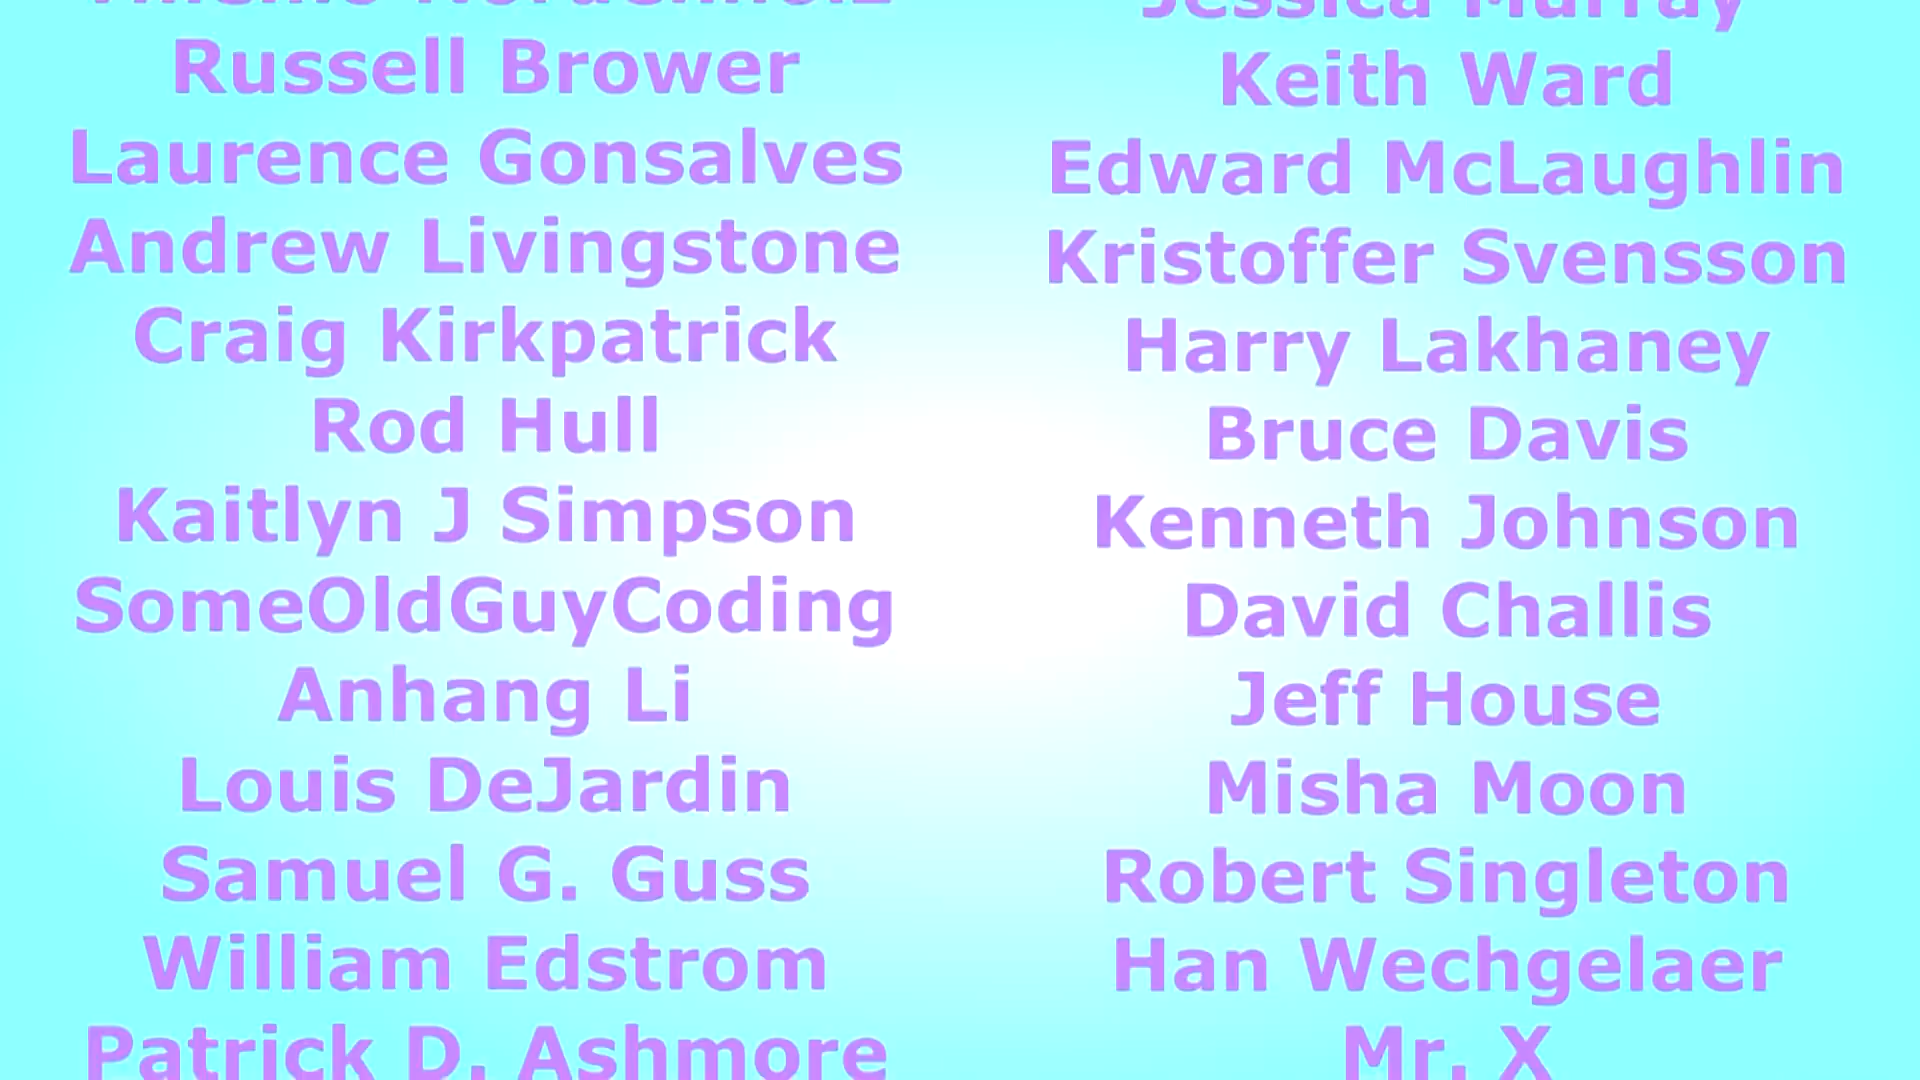 Russell Brower
Laurence Gonsalves
Andrew Livingstone
Craig Kirkpatrick
Rod Hull
Kaitlyn J Simpson
SomeOldGuyCoding
Anhang Li
Louis DeJardin
Samuel G. Guss
William Edstrom
Patrick D. Ashmore
Jessica Murray
Keith Ward
Edward McLaughlin
Kristoffer Svensson
Harry Lakhaney
Bruce Davis
Kenneth Johnson
David Challis
Jeff House
Misha Moon
Robert Singleton
Han Wechgelaer
Mr. X